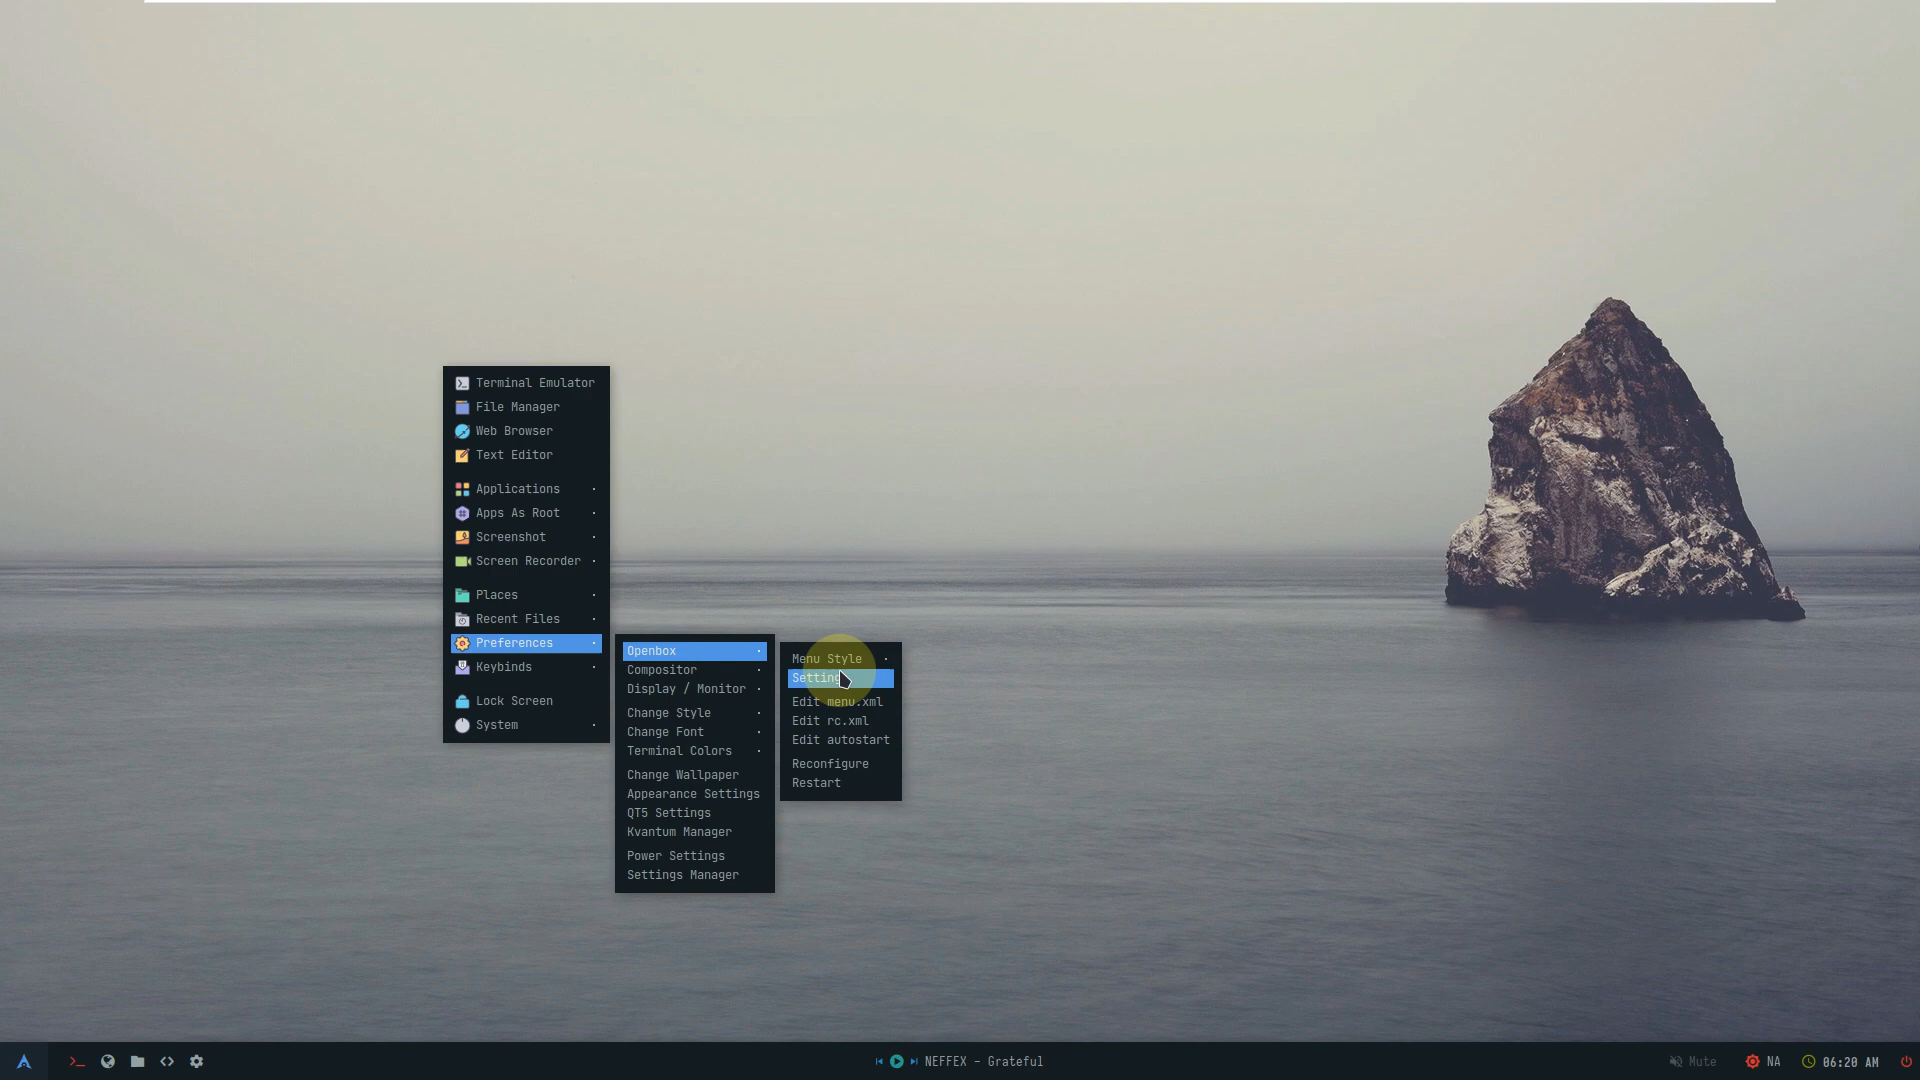 Terminal Emulator
File Manager
Web Browser
Text Editor
Applications
Apps As Root
Screenshot
Screen Recorder
Places
Recent Files
Preferences
Keybinds
Lock Screen
System
Openbox
Compositor
Display / Monitor
Change Style
Change Font
Terminal Colors
Change Wallpaper
Appearance Settings
QT5 Settings
Kvantum Manager
Power Settings
Settings Manager
Menu Style
Edit menu.xml
Edit rc.xml
Edit autostart
Reconfigure
Restart
NEFFEX - Grateful
Mute
NA
06:20 AM